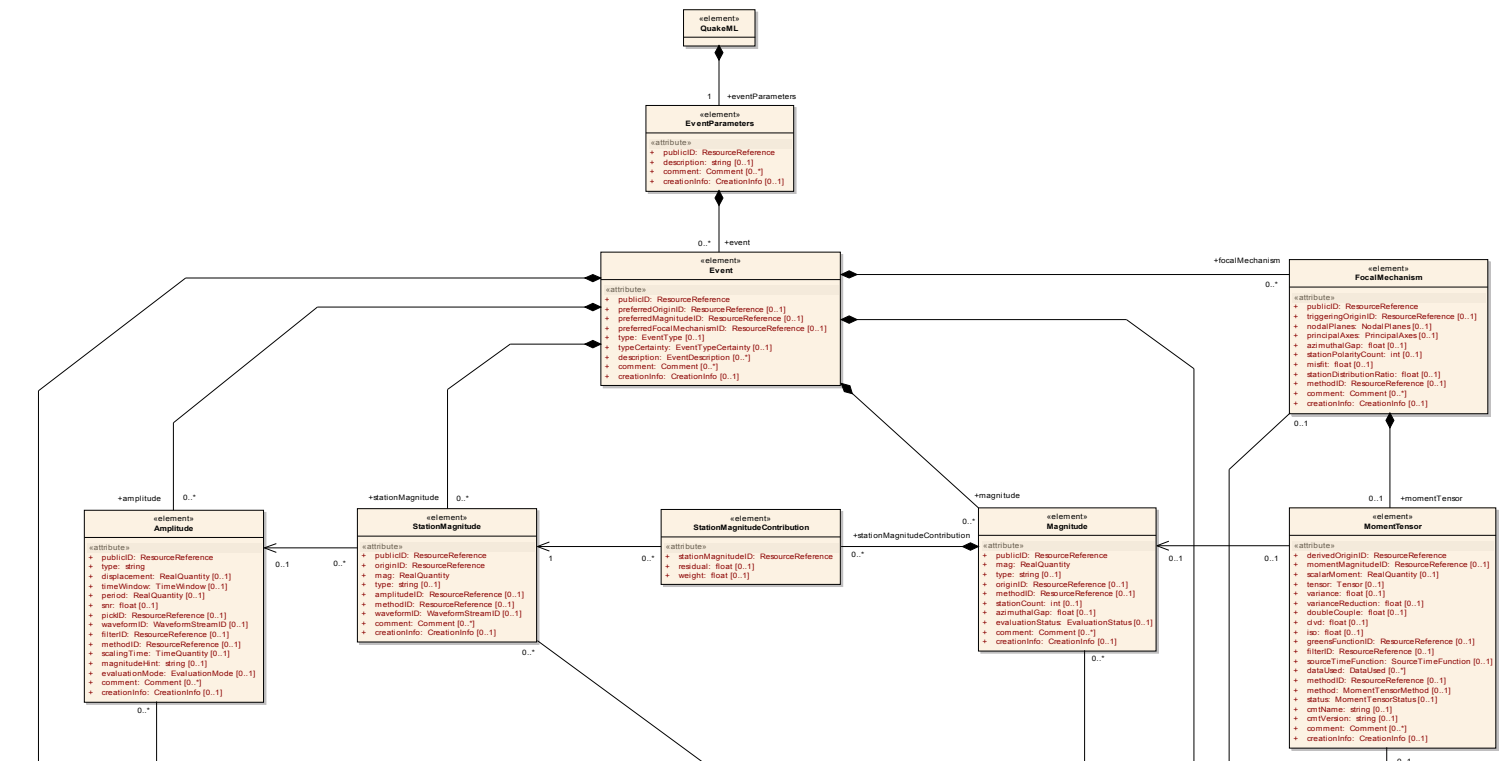 «element»
QuakeML
1
+eventParameters
«element»
EventParameters
«attribute»
+ publicID: ResourceReference
+ description: string [0..1]
+ comment: Comment [0..*]
+ creationInfo: CreationInfo [0..1]
0..*
+event
«element»
Event
«attribute»
+ publicID: ResourceReference
+ preferredOriginID: ResourceReference [0..1]
+ preferredMagnitudeID: ResourceReference [0..1]
+ preferredFocalMechanismID: ResourceReference [0..1]
+ type: EventType [0..1]
+ typeCertainty: EventTypeCertainty [0..1]
+ description: EventDescription [0..*]
+ comment: Comment [0..*]
+ creationInfo: CreationInfo [0..1]
+focalMechanism
0..*
«element»
FocalMechanism
«attribute»
+ publicID: ResourceReference
+ triggeringOriginID: ResourceReference [0..1]
+ nodalPlanes: NodalPlanes [0..1]
+ principalAxes: PrincipalAxes [0..1]
+ azimuthalGap: float [0..1]
+ stationPolarityCount: int [0..1]
+ misfit: float [0..1]
+ stationDistributionRatio: float [0..1]
+ methodID: ResourceReference [0..1]
+ comment: Comment [0..*]
+ creationInfo: CreationInfo [0..1]
0..1
+amplitude
0..*
«element»
Amplitude
«attribute»
+ publicID: ResourceReference
+ type: string
+ displacement: RealQuantity [0..1]
+ timeWindow: TimeWindow [0..1]
+ period: RealQuantity [0..1]
+ snr: float [0..1]
+ pickID: ResourceReference [0..1]
+ waveformID: WaveformStreamID [0..1]
+ filterID: ResourceReference [0..1]
+ methodID: ResourceReference [0..1]
+ scalingTime: TimeQuantity [0..1]
+ magnitudeHint: string [0..1]
+ evaluationMode: EvaluationMode [0..1]
+ comment: Comment [0..*]
+ creationInfo: CreationInfo [0..1]
0..*
0..1
0..*
+stationMagnitude
0..*
«element»
StationMagnitude
«attribute»
+ publicID: ResourceReference
+ originID: ResourceReference
+ mag: RealQuantity
+ type: string [0..1]
+ amplitudeID: ResourceReference [0..1]
+ methodID: ResourceReference [0..1]
+ waveformID: WaveformStreamID [0..1]
+ comment: Comment [0..*]
+ creationInfo: CreationInfo [0..1]
0..*
1
0..*
«element»
StationMagnitudeContribution
«attribute»
+ stationMagnitudeID: ResourceReference
+ residual: float [0..1]
+ weight: float [0..1]
+stationMagnitudeContribution
0..*
+magnitude
0..*
«element»
Magnitude
«attribute»
+ publicID: ResourceReference
+ mag: RealQuantity
+ type: string [0..1]
+ originID: ResourceReference [0..1]
+ methodID: ResourceReference [0..1]
+ stationCount: int [0..1]
+ azimuthalGap: float [0..1]
+ evaluationStatus: EvaluationStatus [0..1]
+ comment: Comment [0..*]
+ creationInfo: CreationInfo [0..1]
0..*
0..1
0..1
0..1
+momentTensor
«element»
MomentTensor
«attribute»
+ derivedOriginID: ResourceReference
+ momentMagnitudeID: ResourceReference [0..1]
+ scalarMoment: RealQuantity [0..1]
+ tensor: Tensor [0..1]
+ variance: float [0..1]
+ varianceReduction: float [0..1]
+ doubleCouple: float [0..1]
+ clvd: float [0..1]
+ iso: float [0..1]
+ greensFunctionID: ResourceReference [0..1]
+ filterID: ResourceReference [0..1]
+ sourceTimeFunction: SourceTimeFunction [0..1]
+ dataUsed: DataUsed [0..*]
+ methodID: ResourceReference [0..1]
+ method: MomentTensorMethod [0..1]
+ status: MomentTensorStatus [0..1]
+ cmtName: string [0..1]
+ cmtVersion: string [0..1]
+ comment: Comment [0..*]
+ creationInfo: CreationInfo [0..1]
0..1